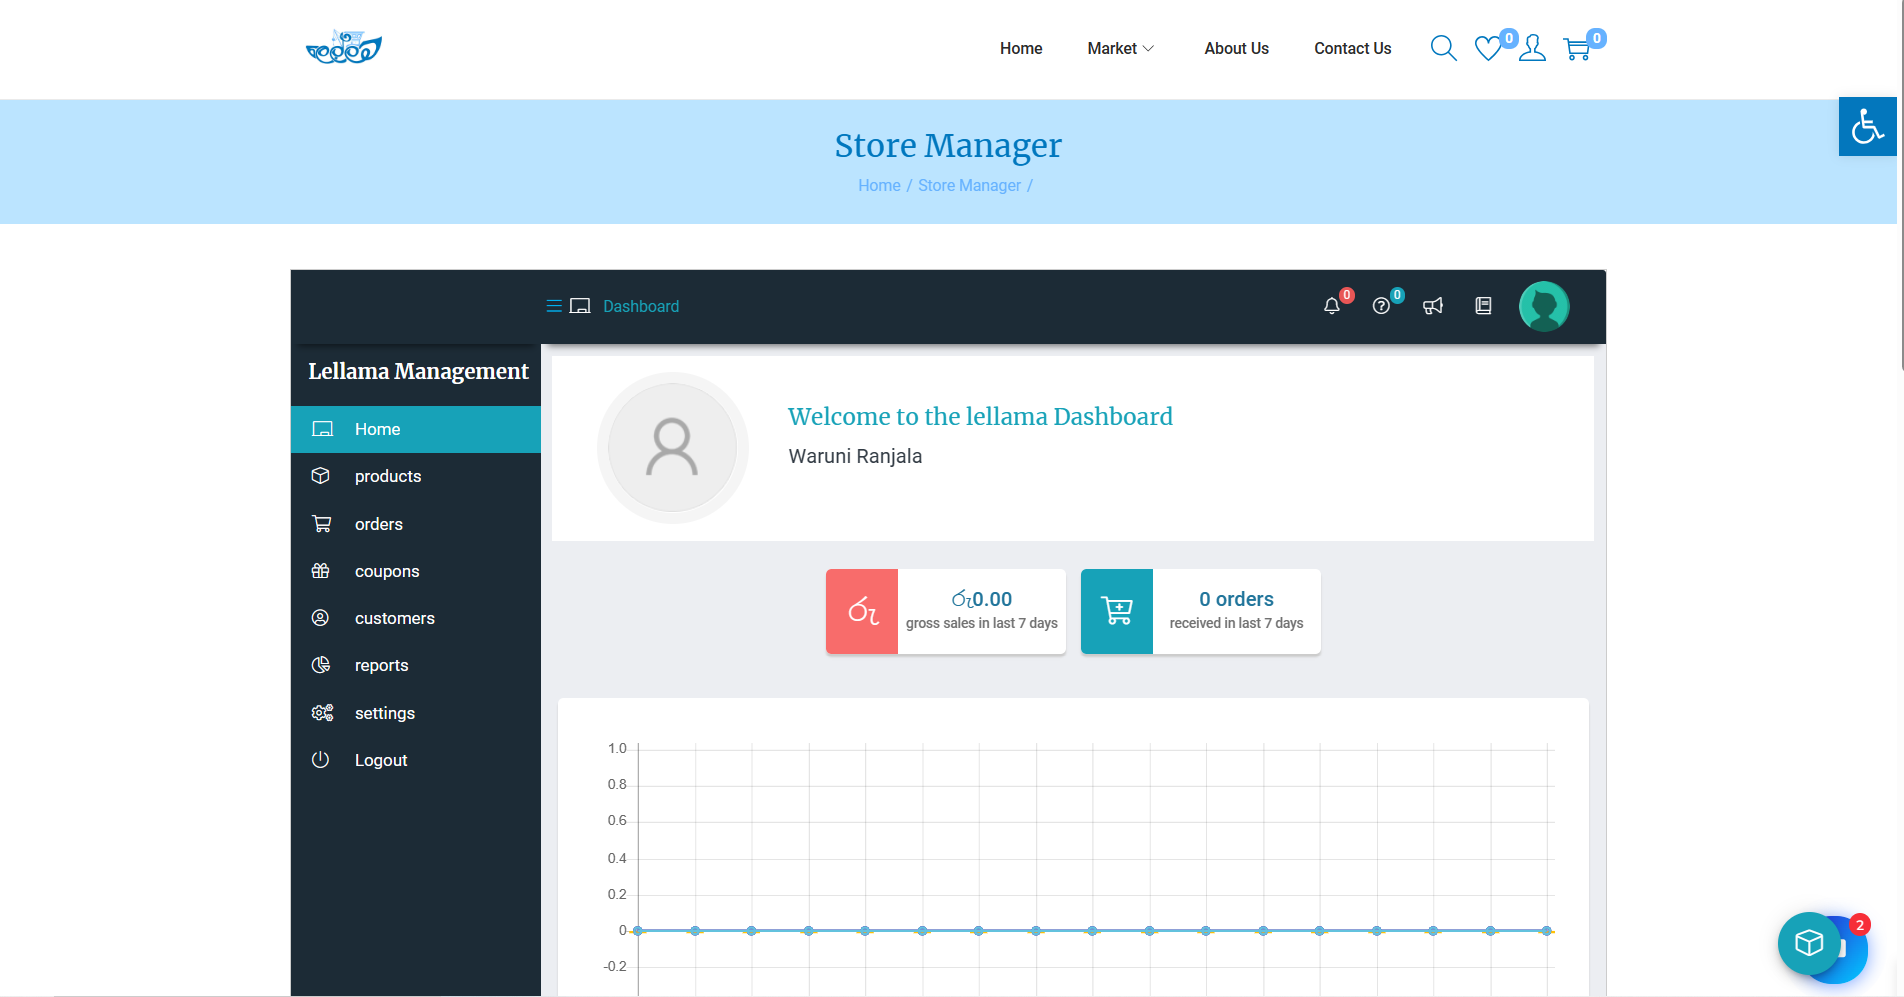 Home Market About Us Contact Us 0 0
Store Manager
Home / Store Manager /
Dashboard 0 0
Lellama Management
Home
products
orders
coupons
customers
reports
settings
Logout
Welcome to the lellama Dashboard
Waruni Ranjala
රු
රු0.00
gross sales in last 7 days
0 orders
received in last 7 days
1.0
0.8
0.6
0.4
0.2
0
-0.2
2